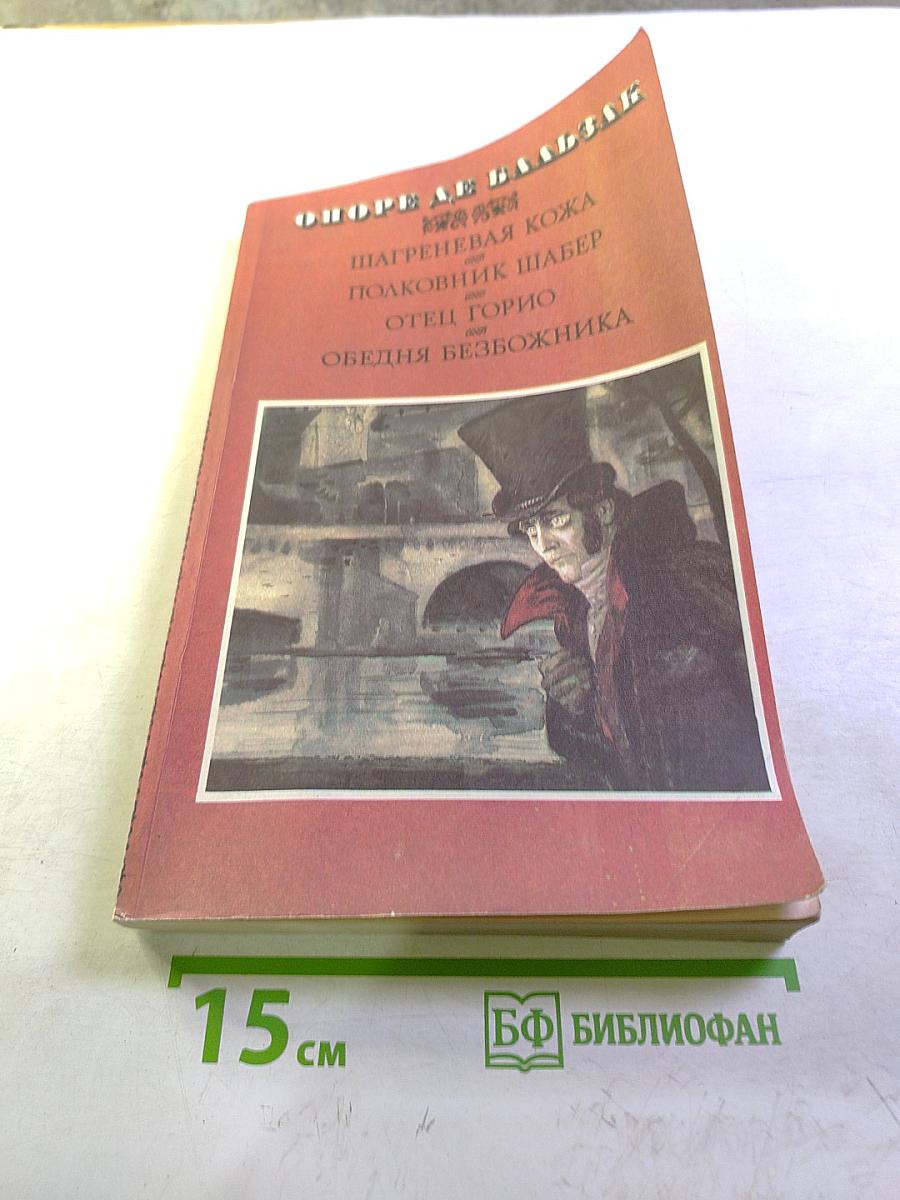 ОНОРЕ ДЕ БАЛЬЗАК
ШАГРЕНЕВАЯ КОЖА
ПОЛКОВНИК ШАБЕР
ОТЕЦ ГОРИО
ОБЕДНЯ БЕЗБОЖНИКА
15 см
БФ БИБЛИОФАН